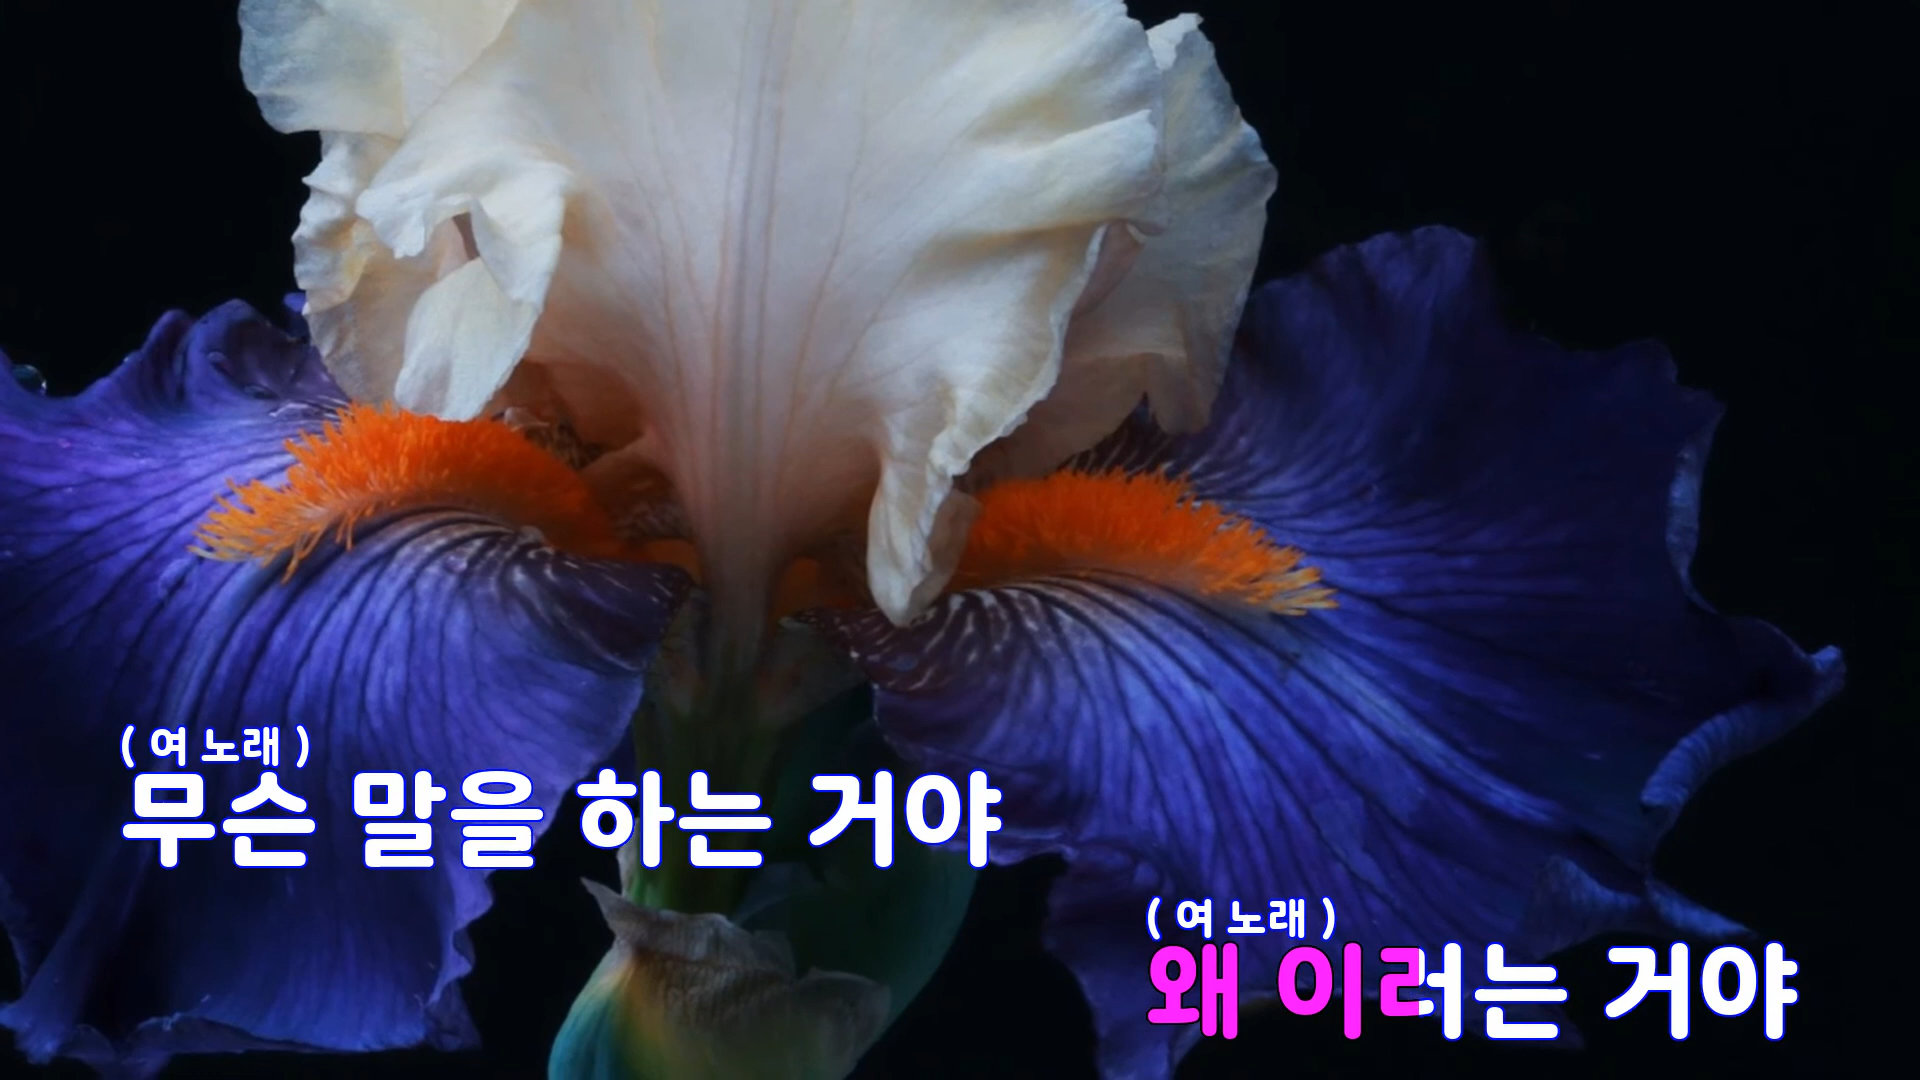 ( 여 노래 )
무슨 말을 하는 거야
( 여 노래 )
왜 이러는 거야